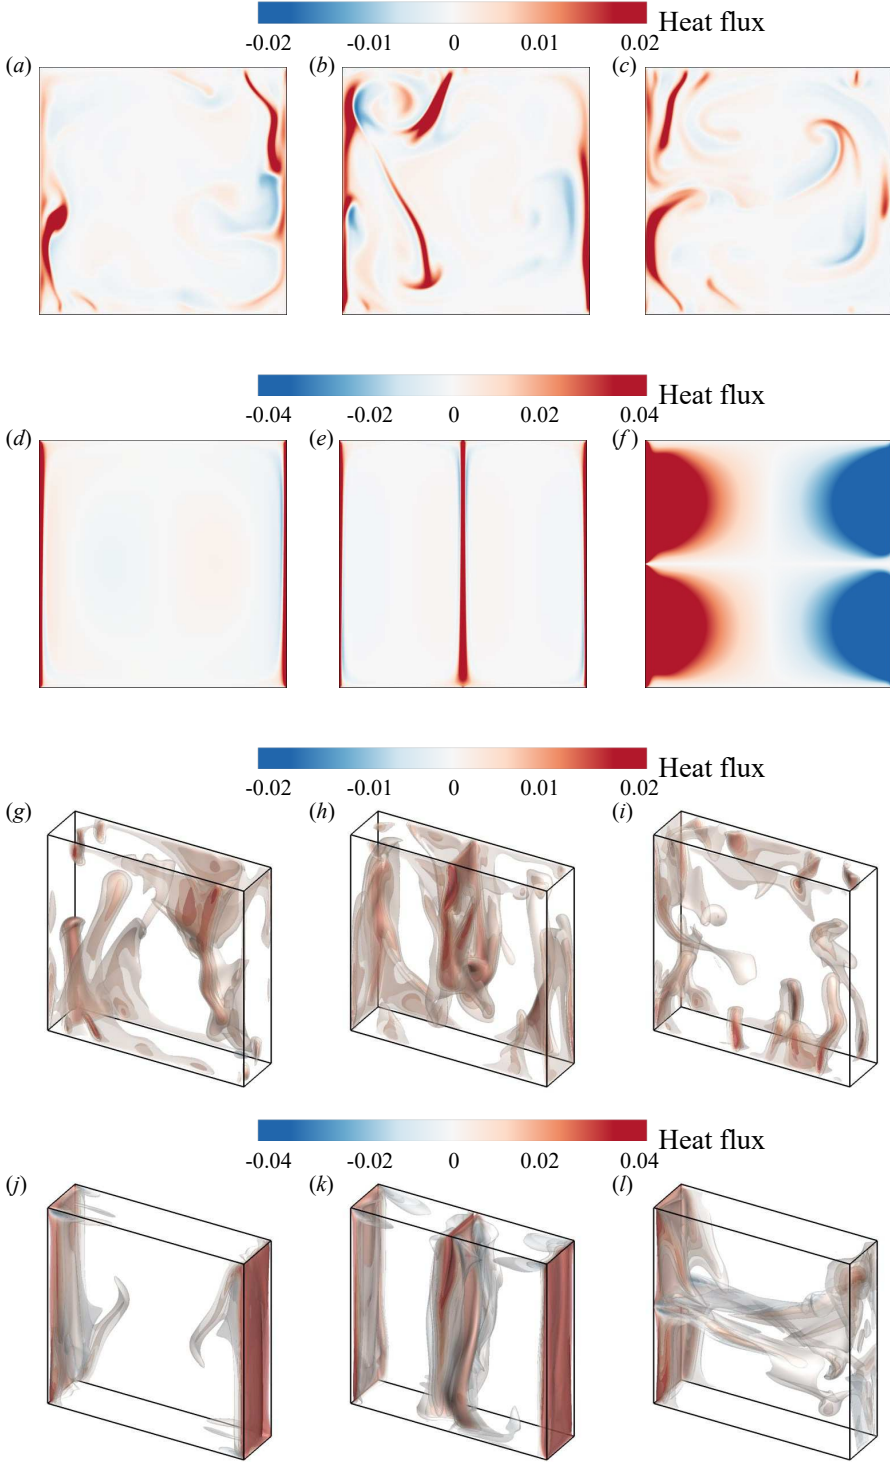 Heat flux
-0.02 -0.01 0 0.01 0.02
(a) (b) (c)
Heat flux
-0.04 -0.02 0 0.02 0.04
(d) (e) (f)
Heat flux
-0.02 -0.01 0 0.01 0.02
(g) (h) (i)
Heat flux
-0.04 -0.02 0 0.02 0.04
(j) (k) (l)